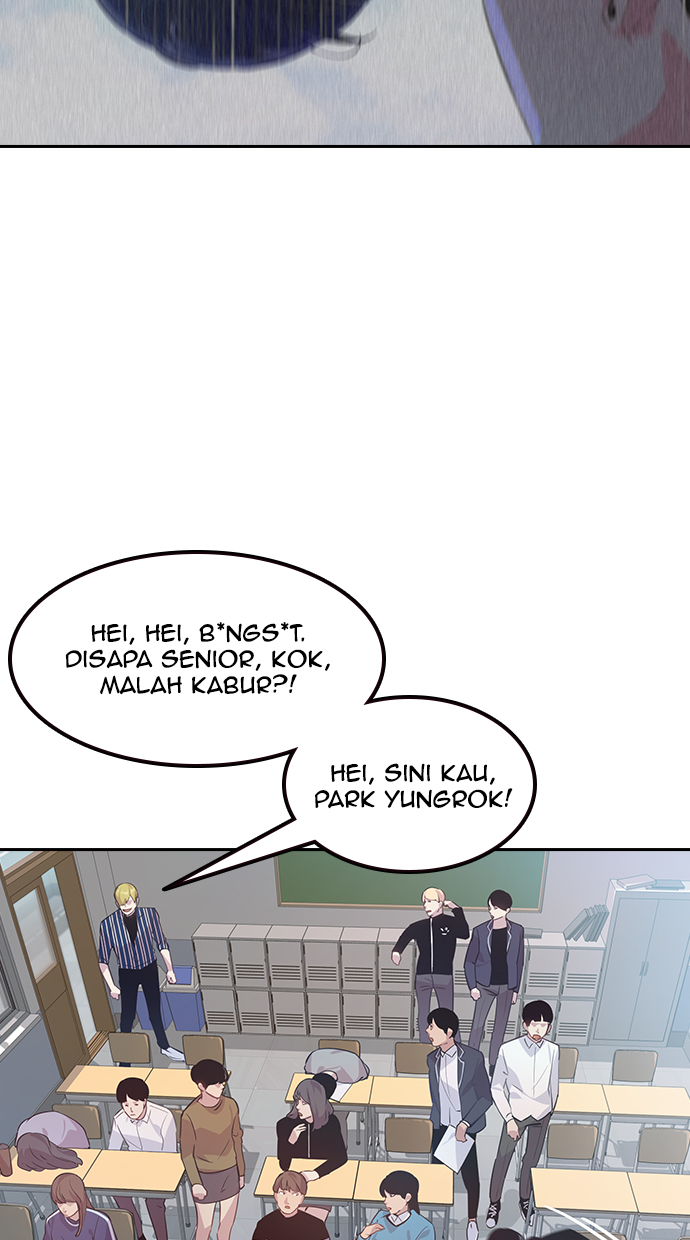 HEI, HEI, B*NGS*T.
DISAPA SENIOR, KOK,
MALAH KABUR?!
HEI, SINI KAU,
PARK YUNGROK!